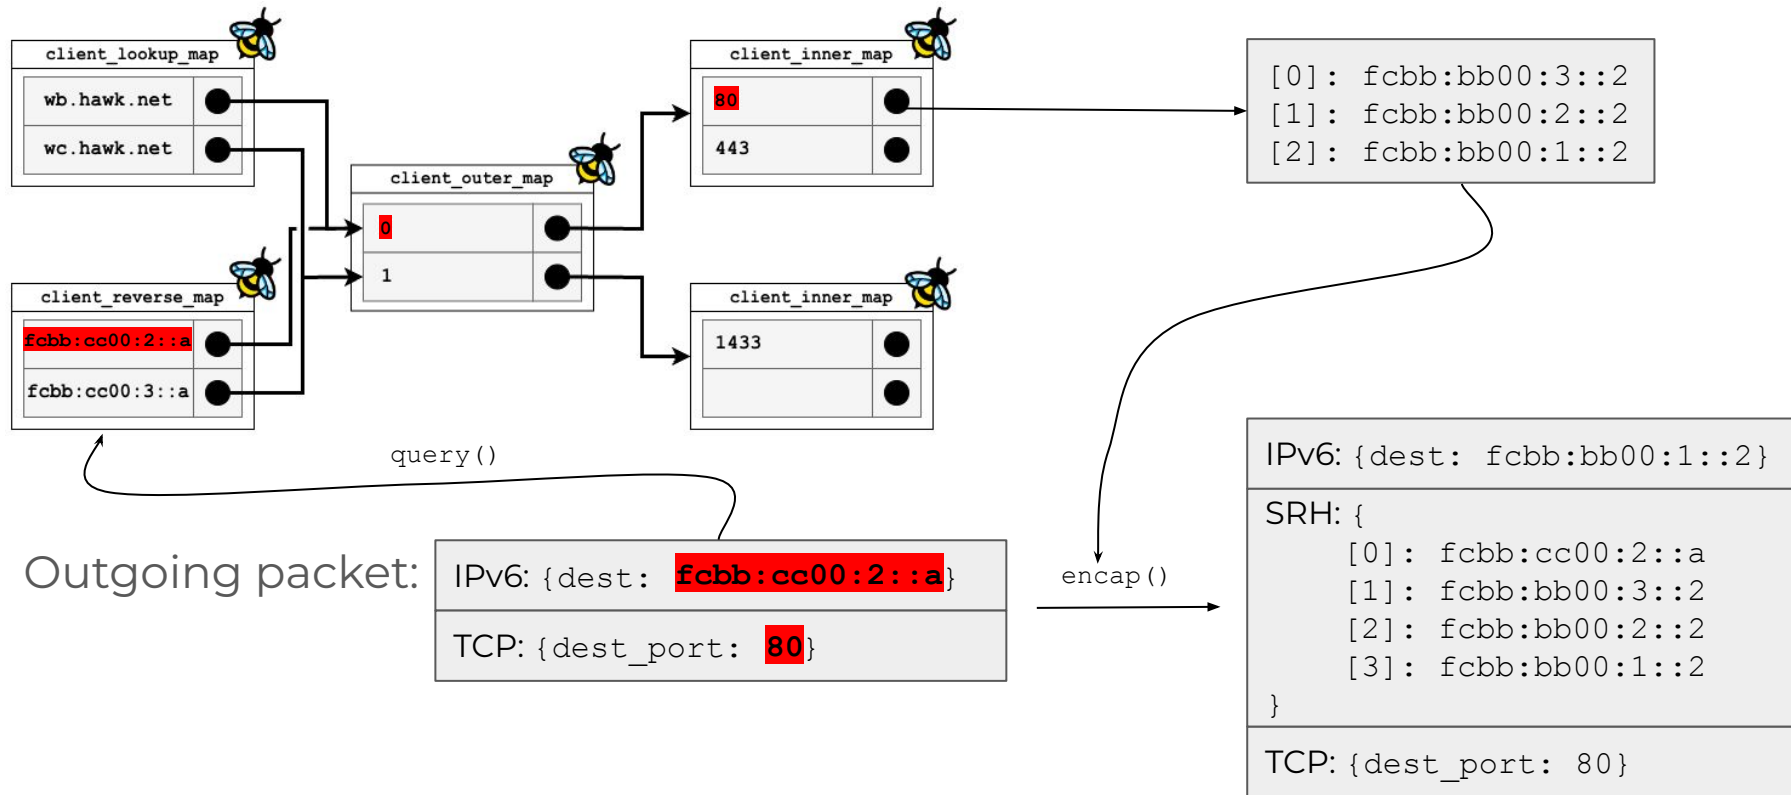 client_lookup_map
wb.hawk.net
wc.hawk.net
client_reverse_map
fcbb:cc00:2::a
fcbb:cc00:3::a
client_outer_map
0
1
client_inner_map
80
443
client_inner_map
1433
[0]: fcbb:bb00:3::2
[1]: fcbb:bb00:2::2
[2]: fcbb:bb00:1::2
query()
Outgoing packet:
IPv6: {dest: fcbb:cc00:2::a}
TCP: {dest_port: 80}
encap()
IPv6: {dest: fcbb:bb00:1::2}
SRH: {
[0]: fcbb:cc00:2::a
[1]: fcbb:bb00:3::2
[2]: fcbb:bb00:2::2
[3]: fcbb:bb00:1::2
}
TCP: {dest_port: 80}